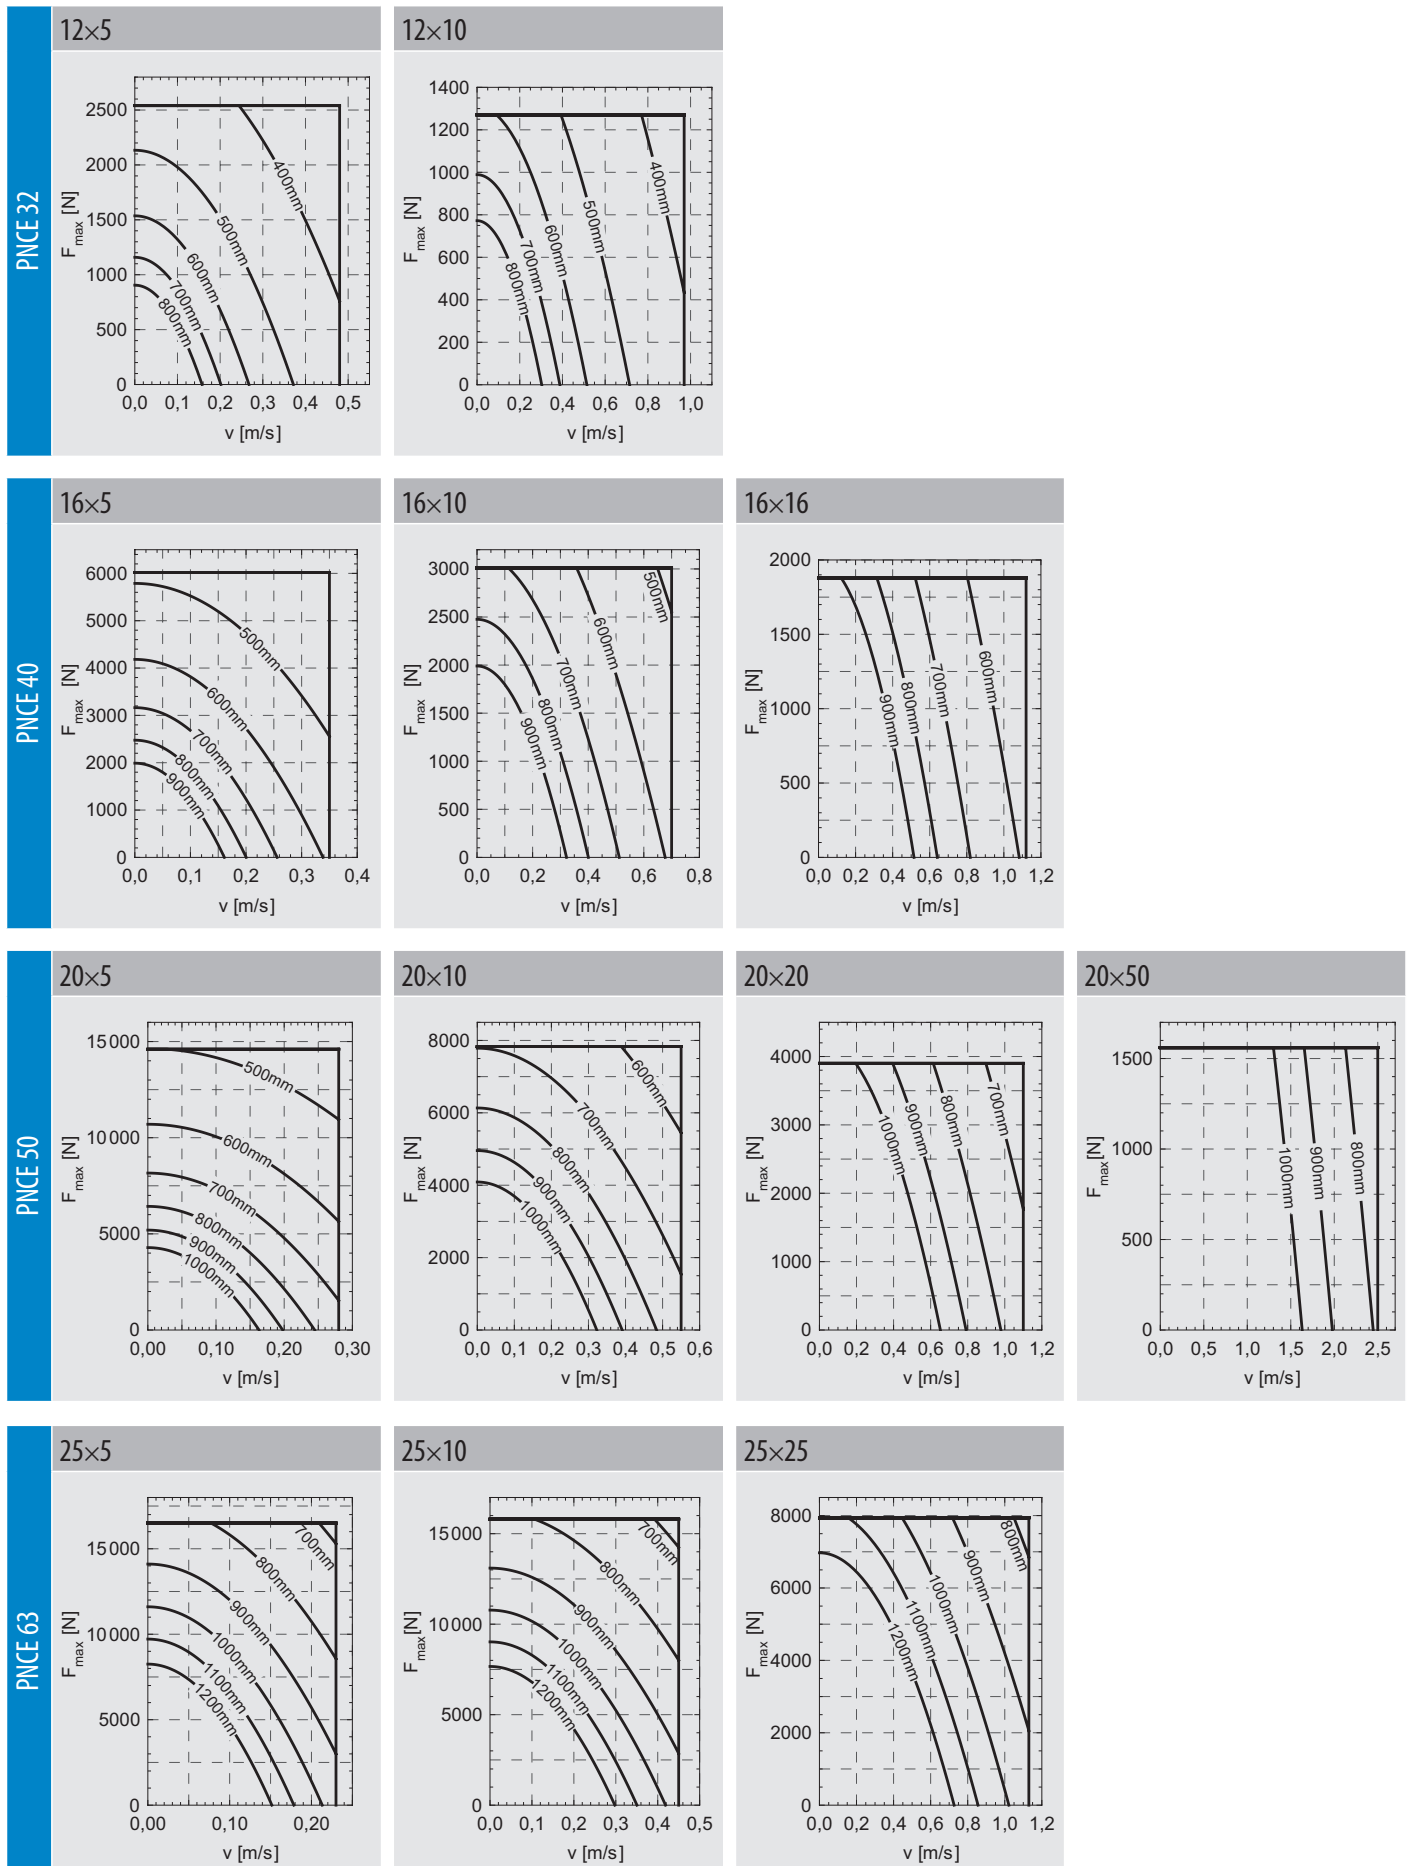 PNCE 32
12×5
F max [N]
2500
2000
1500
1000
500
0
400mm
500mm
600mm
700mm
800mm
0,0 0,1 0,2 0,3 0,4 0,5
v [m/s]
12×10
F max [N]
1400
1200
1000
800
600
400
200
0
400mm
500mm
600mm
700mm
800mm
0,0 0,2 0,4 0,6 0,8 1,0
v [m/s]
PNCE 40
16×5
F max [N]
6000
5000
4000
3000
2000
1000
0
500mm
600mm
700mm
800mm
900mm
0,0 0,1 0,2 0,3 0,4
v [m/s]
16×10
F max [N]
3000
2500
2000
1500
1000
500
0
500mm
600mm
700mm
800mm
900mm
0,0 0,2 0,4 0,6 0,8
v [m/s]
16×16
F max [N]
2000
1500
1000
500
0
600mm
700mm
800mm
900mm
0,0 0,2 0,4 0,6 0,8 1,0 1,2
v [m/s]
PNCE 50
20×5
F max [N]
15 000
10 000
5000
0
500mm
600mm
700mm
800mm
900mm
1000mm
0,00 0,10 0,20 0,30
v [m/s]
20×10
F max [N]
8000
6000
4000
2000
0
600mm
700mm
800mm
900mm
1000mm
0,0 0,1 0,2 0,3 0,4 0,5 0,6
v [m/s]
20×20
F max [N]
4000
3000
2000
1000
0
700mm
800mm
900mm
1000mm
0,0 0,2 0,4 0,6 0,8 1,0 1,2
v [m/s]
20×50
F max [N]
1500
1000
500
0
800mm
900mm
1000mm
0,0 0,5 1,0 1,5 2,0 2,5
v [m/s]
PNCE 63
25×5
F max [N]
15 000
10 000
5000
0
700mm
800mm
900mm
1000mm
1100mm
1200mm
0,00 0,10 0,20
v [m/s]
25×10
F max [N]
15 000
10 000
5000
0
700mm
800mm
900mm
1000mm
1100mm
1200mm
0,0 0,1 0,2 0,3 0,4 0,5
v [m/s]
25×25
F max [N]
8000
6000
4000
2000
0
800mm
900mm
1000mm
1100mm
1200mm
0,0 0,2 0,4 0,6 0,8 1,0 1,2
v [m/s]